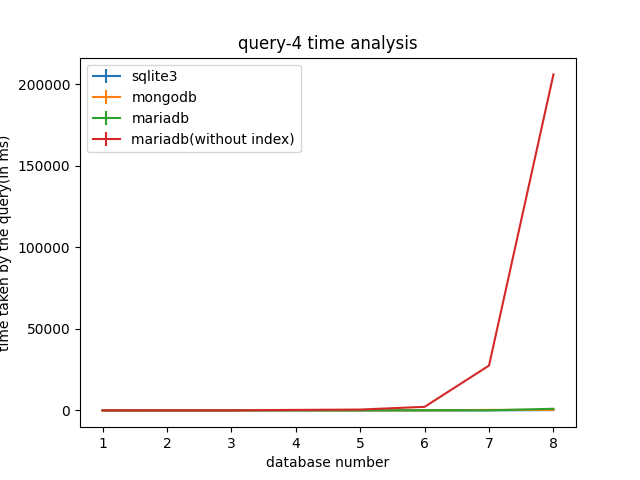 query-4 time analysis
sqlite3
mongodb
mariadb
mariadb(without index)
time taken by the query(in ms)
200000
150000
100000
50000
0
1 2 3 4 5 6 7 8
database number